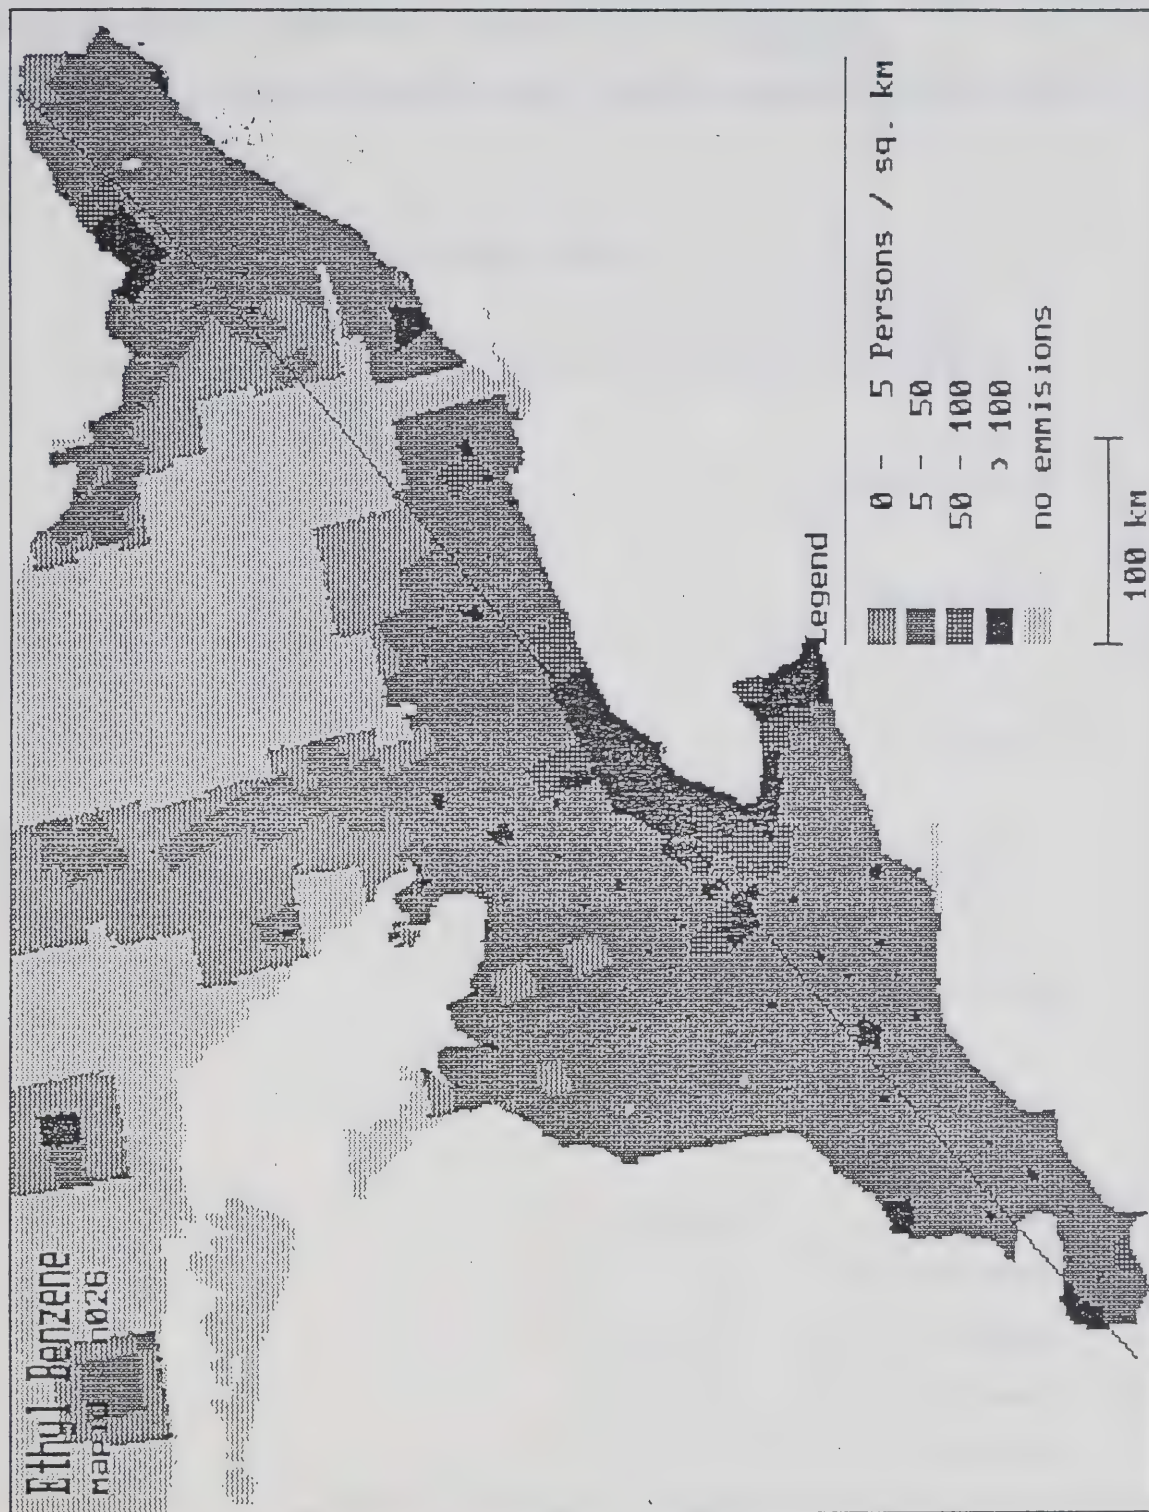 Ethyl Benzene
mapid n026
Legend
0 - 5 Persons / sq. km
5 - 50
50 - 100
> 100
no emmisions
100 km